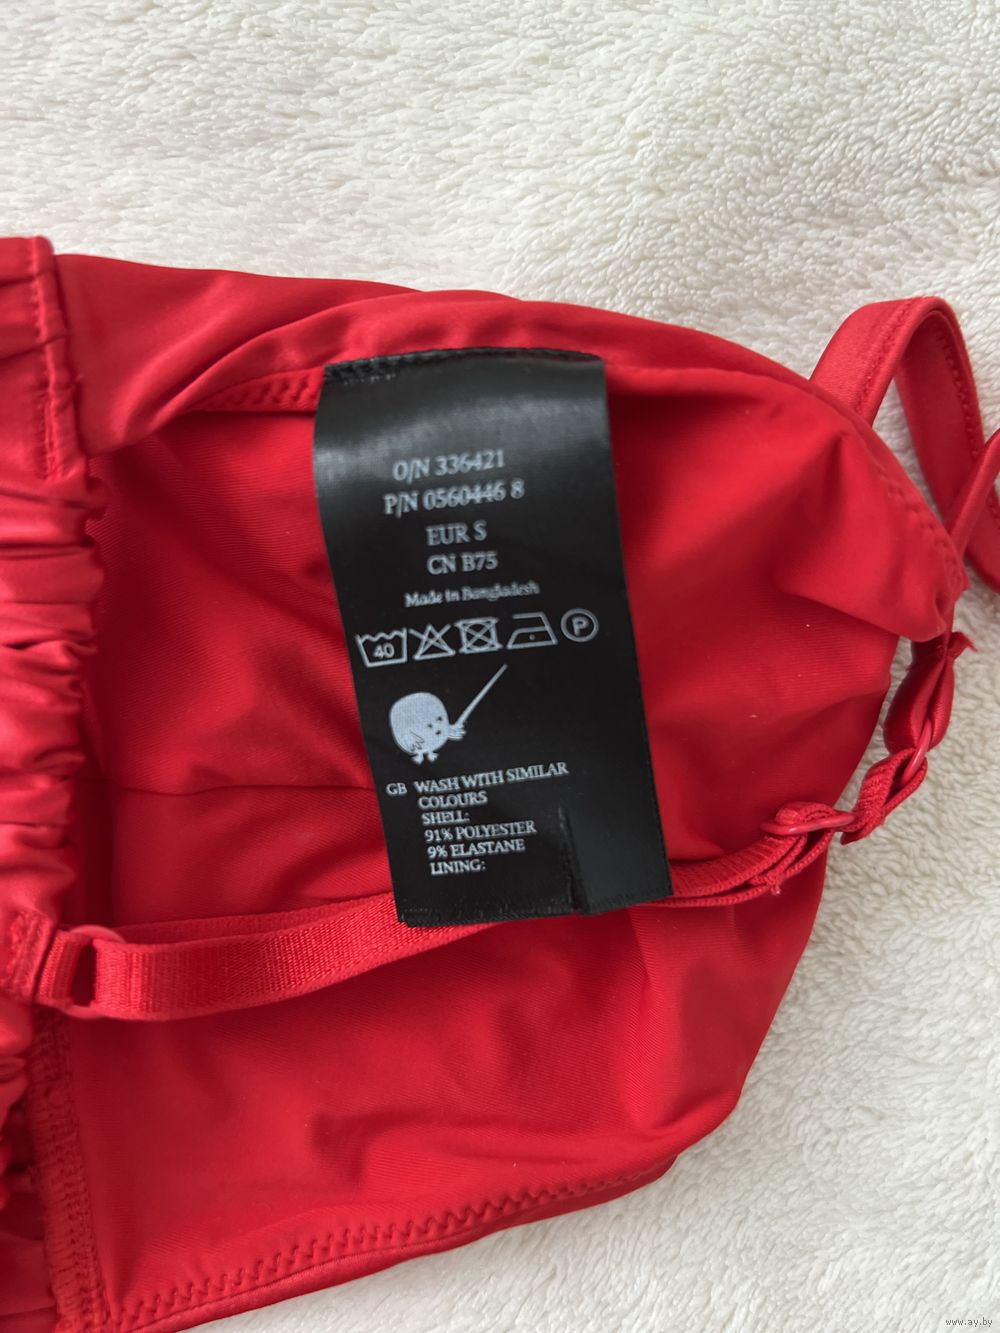 O/N 336421
P/N 0560446 8
EUR S
CN B75
Made in Bangladesh
40
P
GB WASH WITH SIMILAR
COLOURS
SHELL:
91% POLYESTER
9% ELASTANE
LINING:
www.ay.by